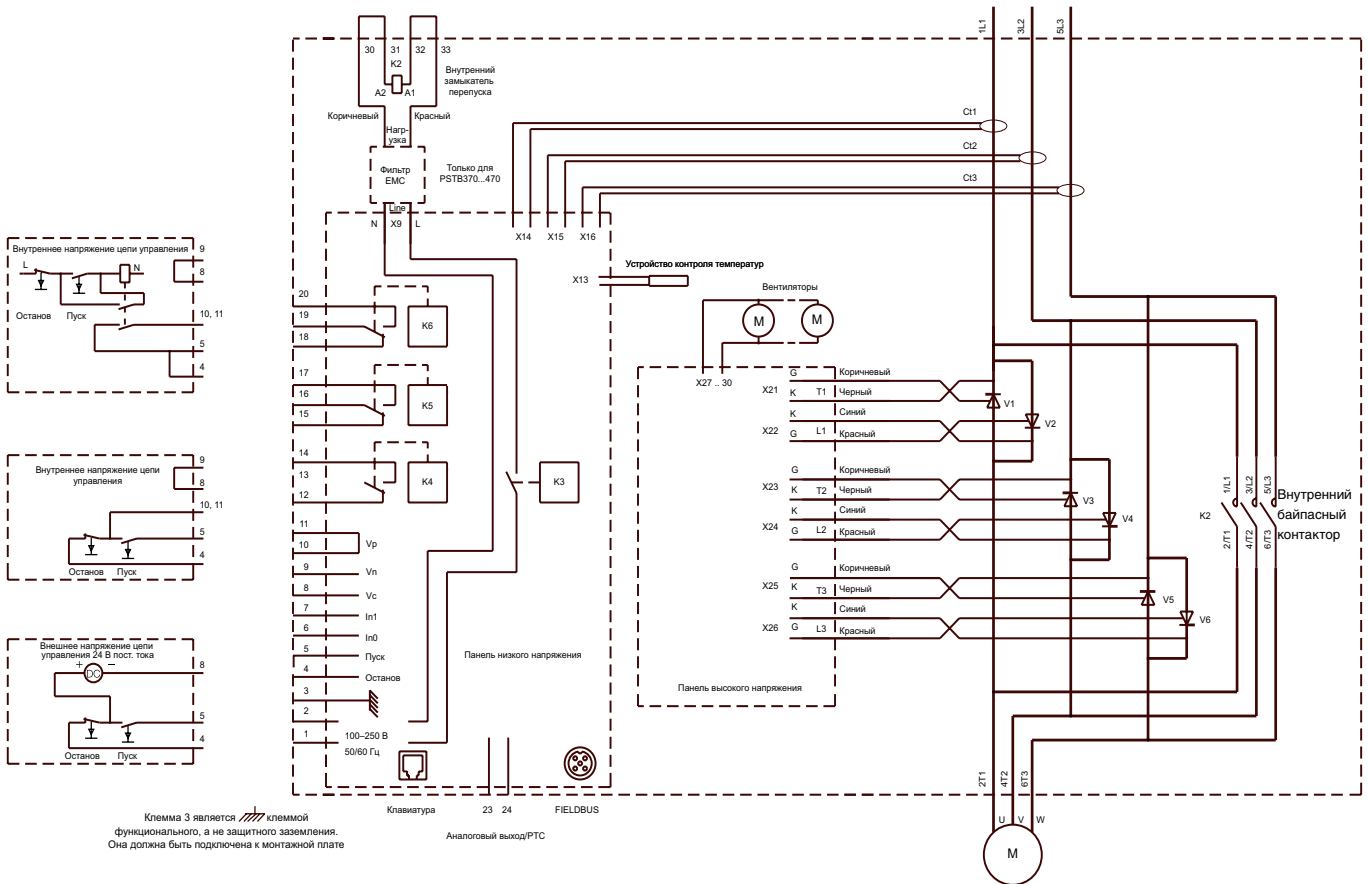 30 31 32 33
K2
A2 A1
Внутренний
замыкатель
перепуска
Коричневый
Красный
Нагр-
узка
Фильтр
EMC
Только для
PSTB370...470
Line
N X9 L
1L1
3L2
5L3
Ct1
Ct2
Ct3
X14 X15 X16
X13
Устройство контроля температур
Вентиляторы
M
M
X27 .. 30
Внутреннее напряжение цепи управления
L
N
Останов
Пуск
9
8
10, 11
5
4
Внутреннее напряжение цепи
управления
Останов
Пуск
9
8
10, 11
5
4
Внешнее напряжение цепи
управления 24 В пост. тока
+
DC
−
Останов
Пуск
8
5
4
20
19
18
K6
17
16
15
K5
14
13
12
K4
K3
11
10
Vp
9
Vn
8
Vc
7
In1
6
In0
5
Пуск
4
Останов
3
2
1
100–250 В
50/60 Гц
Панель низкого напряжения
Клавиатура
23 24
FIELDBUS
Аналоговый выход/PTC
X21
G
Коричневый
K
T1
Черный
X22
K
Синий
G
L1
Красный
X23
G
Коричневый
K
T2
Черный
X24
K
Синий
G
L2
Красный
X25
G
Коричневый
K
T3
Черный
X26
K
Синий
G
L3
Красный
Панель высокого напряжения
V1
V2
V3
V4
V5
V6
K2
1/L1
3/L2
5/L3
2/T1
4/T2
6/T3
Внутренний
байпасный
контактор
2T1
4T2
6T3
U V W
M
Клемма 3 является клеммой
функционального, а не защитного заземления.
Она должна быть подключена к монтажной плате